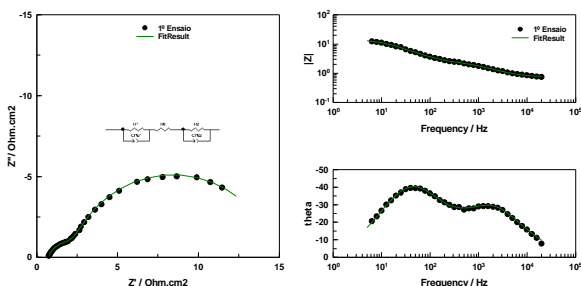 -15
1º Ensaio
FitResult
-10
R1
Re
R2
CPE1
CPE2
-5
0
0
5
10
15
Z''/ Ohm.cm2
Z' / Ohm.cm2
10²
1º Ensaio
FitResult
10¹
10⁰
10⁻¹
10⁰
10¹
10²
10³
10⁴
10⁵
|Z|
Frequency / Hz
-50
-40
-30
-20
-10
0
10⁰
10¹
10²
10³
10⁴
10⁵
theta
Frequency / Hz